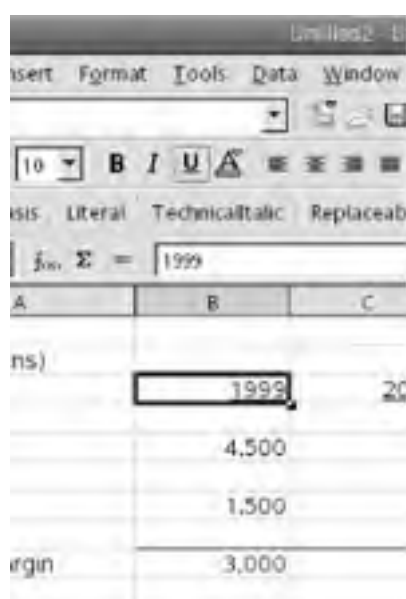 Untitled2 - L
nsert Format Tools Data Window
10 B I U A
sis Literal TechnicalItalic Replaceab
f(x) Σ = 1999
A B C
ns)
1999 20
4,500
1,500
rgin 3,000